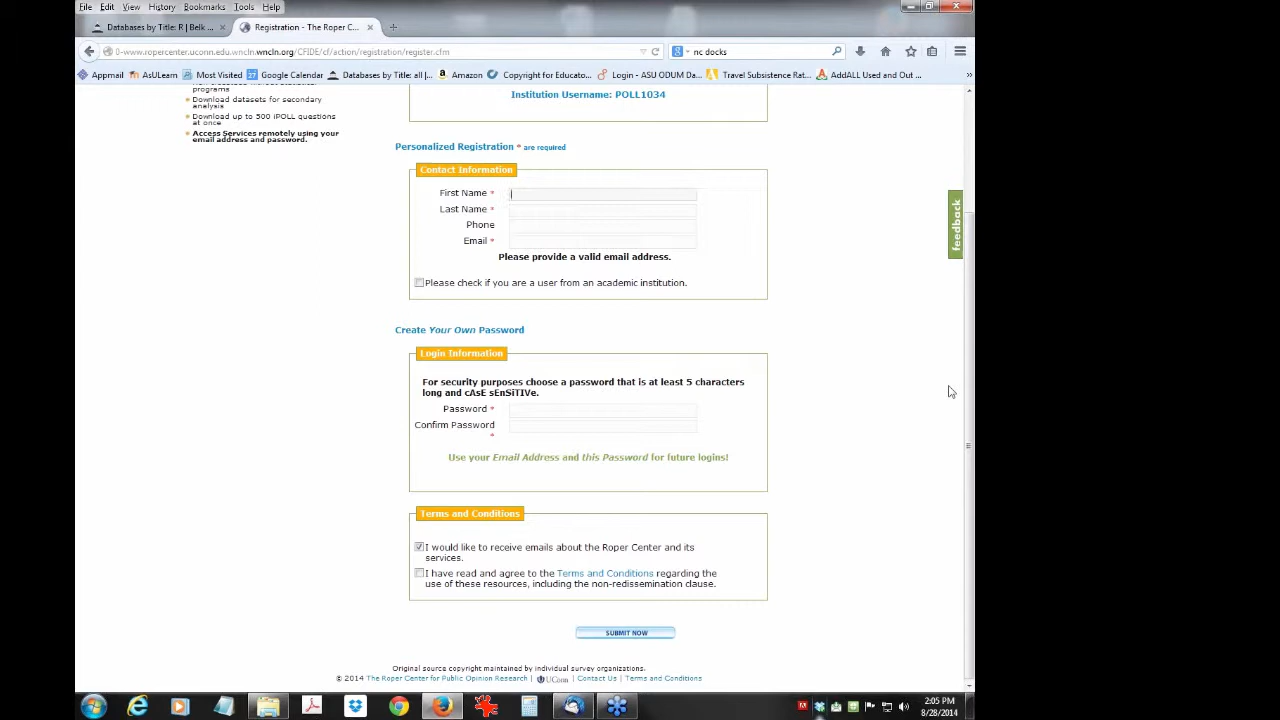 File Edit View History Bookmarks Tools Help
Databases by Title: R | Belk ... × Registration - The Roper C... × +
0-www.ropercenter.uconn.edu.wncln.org/CFIDE/cf/action/registration/register.cfm nc docks
Appmail AsULearn Most Visited 27 Google Calendar Databases by Title: all |... Amazon Copyright for Educato... Login - ASU ODUM Da... Travel Subsistence Rat... AddALL Used and Out ... »
programs
Download datasets for secondary
analysis
Download up to 500 iPOLL questions
at once
Access Services remotely using your
email address and password.
Institution Username: POLL1034
Personalized Registration * are required
Contact Information
First Name *
Last Name *
Phone
Email *
Please provide a valid email address.
Please check if you are a user from an academic institution.
feedback
Create Your Own Password
Login Information
For security purposes choose a password that is at least 5 characters
long and cAsE sEnSiTIVe.
Password *
Confirm Password
*
Use your Email Address and this Password for future logins!
Terms and Conditions
I would like to receive emails about the Roper Center and its
services.
I have read and agree to the Terms and Conditions regarding the
use of these resources, including the non-redissemination clause.
SUBMIT NOW
Original source copyright maintained by individual survey organizations.
© 2014 The Roper Center for Public Opinion Research | UConn | Contact Us | Terms and Conditions
2:05 PM
8/28/2014